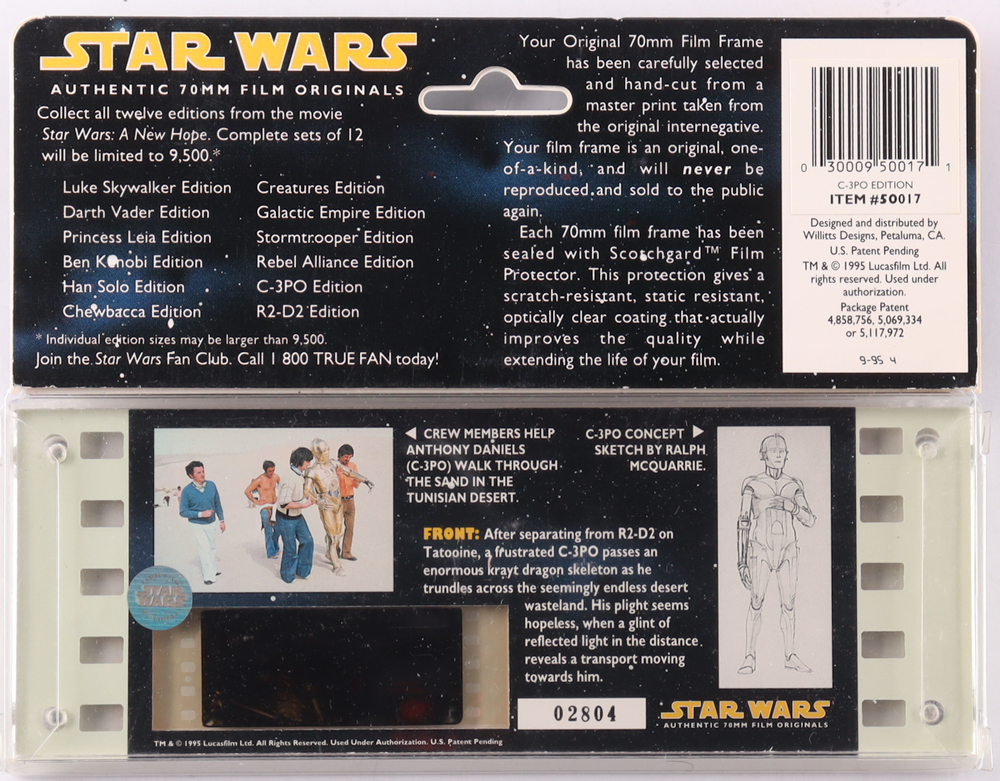 STAR WARS
AUTHENTIC 70MM FILM ORIGINALS
Collect all twelve editions from the movie
Star Wars: A New Hope. Complete sets of 12
will be limited to 9,500.*
Luke Skywalker Edition
Darth Vader Edition
Princess Leia Edition
Ben Kenobi Edition
Han Solo Edition
Chewbacca Edition
Creatures Edition
Galactic Empire Edition
Stormtrooper Edition
Rebel Alliance Edition
C-3PO Edition
R2-D2 Edition
* Individual edition sizes may be larger than 9,500.
Join the Star Wars Fan Club. Call 1 800 TRUE FAN today!
Your Original 70mm Film Frame
has been carefully selected
and hand-cut from a
master print taken from
the original internegative.
Your film frame is an original, one-
of-a-kind, and will never be
reproduced and sold to the public
again.
Each 70mm film frame has been
sealed with Scotchgard™ Film
Protector. This protection gives a
scratch-resistant, static resistant,
optically clear coating that actually
improves the quality while
extending the life of your film.
0 30009 50017 1
C-3PO EDITION
ITEM #50017
Designed and distributed by
Willitts Designs, Petaluma, CA.
U.S. Patent Pending
TM & © 1995 Lucasfilm Ltd. All
rights reserved. Used under
authorization.
Package Patent
4,858,756, 5,069,334
or 5,117,972
9-95 4
◀ CREW MEMBERS HELP
ANTHONY DANIELS
(C-3PO) WALK THROUGH
THE SAND IN THE
TUNISIAN DESERT.
C-3PO CONCEPT ▶
SKETCH BY RALPH
MCQUARRIE.
FRONT: After separating from R2-D2 on
Tatooine, a frustrated C-3PO passes an
enormous krayt dragon skeleton as he
trundles across the seemingly endless desert
wasteland. His plight seems
hopeless, when a glint of
reflected light in the distance
reveals a transport moving
towards him.
STAR
WARS
02804
STAR WARS
AUTHENTIC 70MM FILM ORIGINALS
TM & © 1995 Lucasfilm Ltd. All Rights Reserved. Used Under Authorization. U.S. Patent Pending